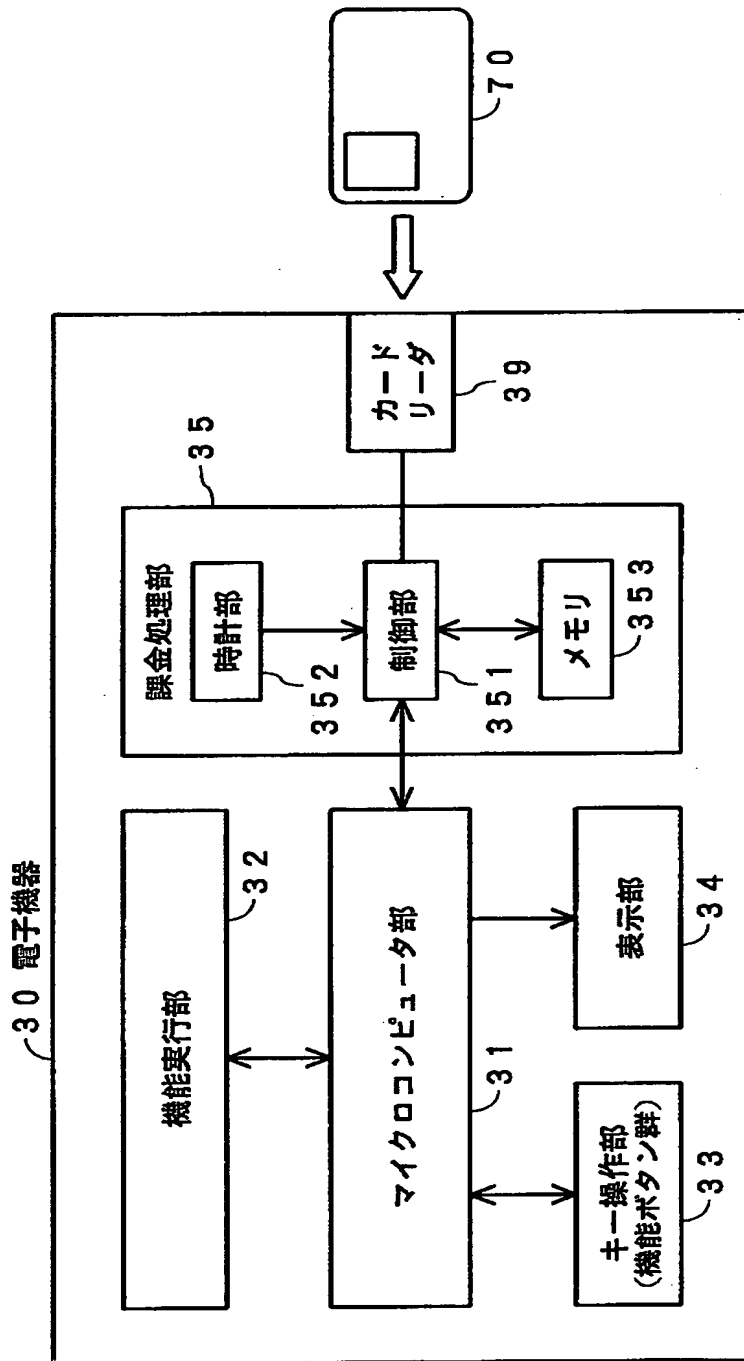 30 電子機器
機能実行部
32
マイクロコンピュータ部
31
キー操作部
(機能ボタン群)
33
表示部
34
課金処理部
35
時計部
352
制御部
351
メモリ
353
カード
リーダ
39
70